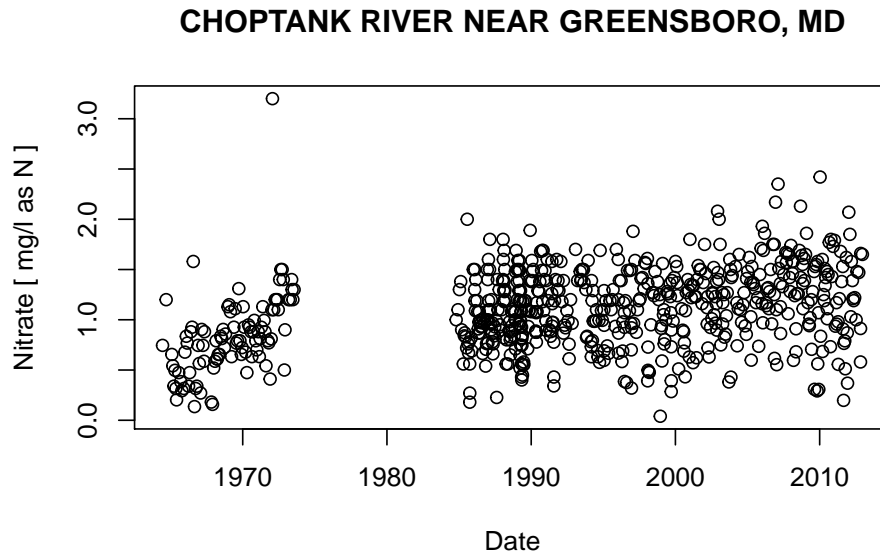 CHOPTANK RIVER NEAR GREENSBORO, MD
Nitrate [ mg/l as N ]
3.0
2.0
1.0
0.0
1970 1980 1990 2000 2010
Date